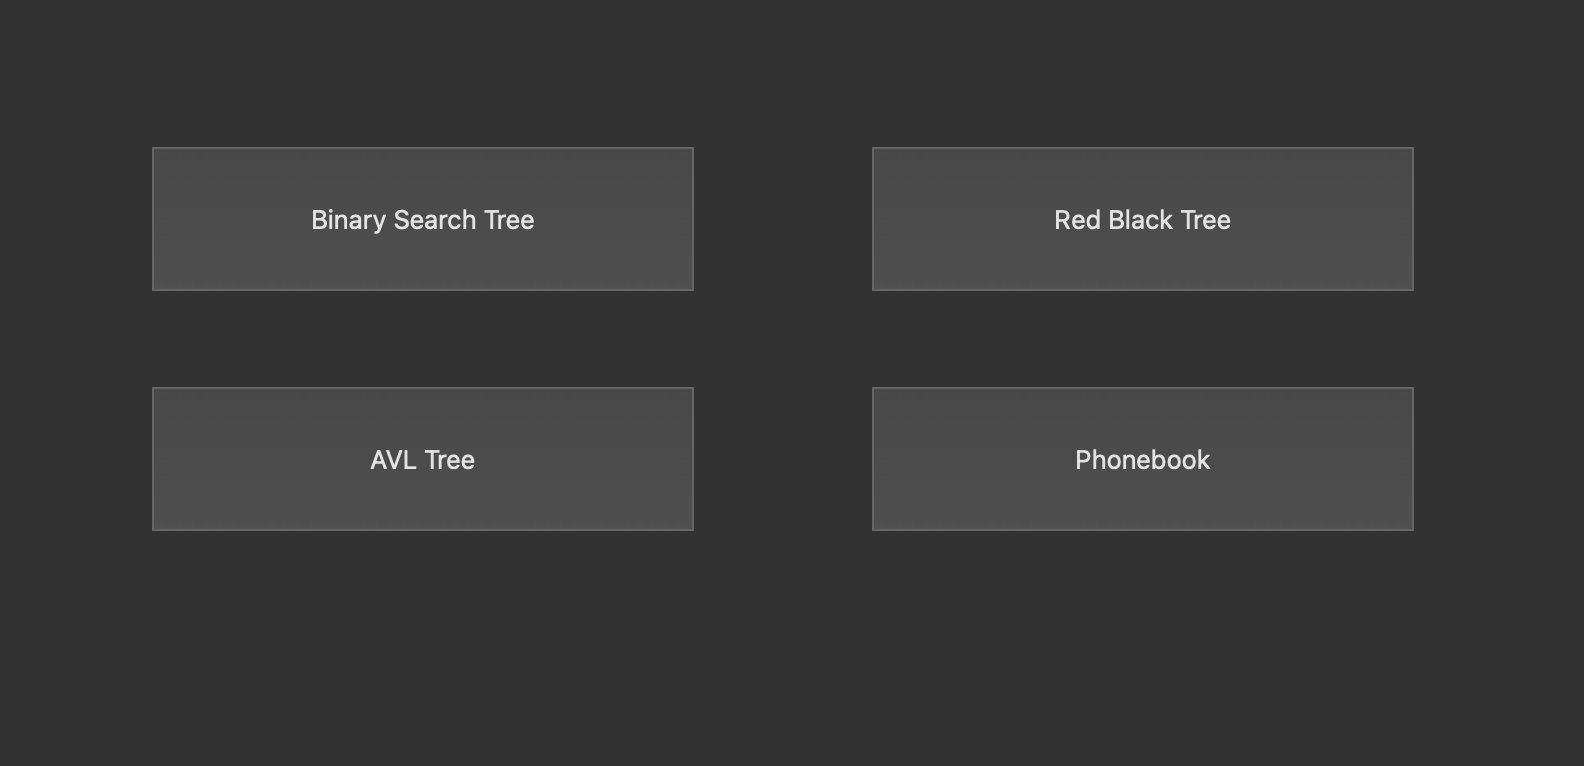 Binary Search Tree
Red Black Tree
AVL Tree
Phonebook